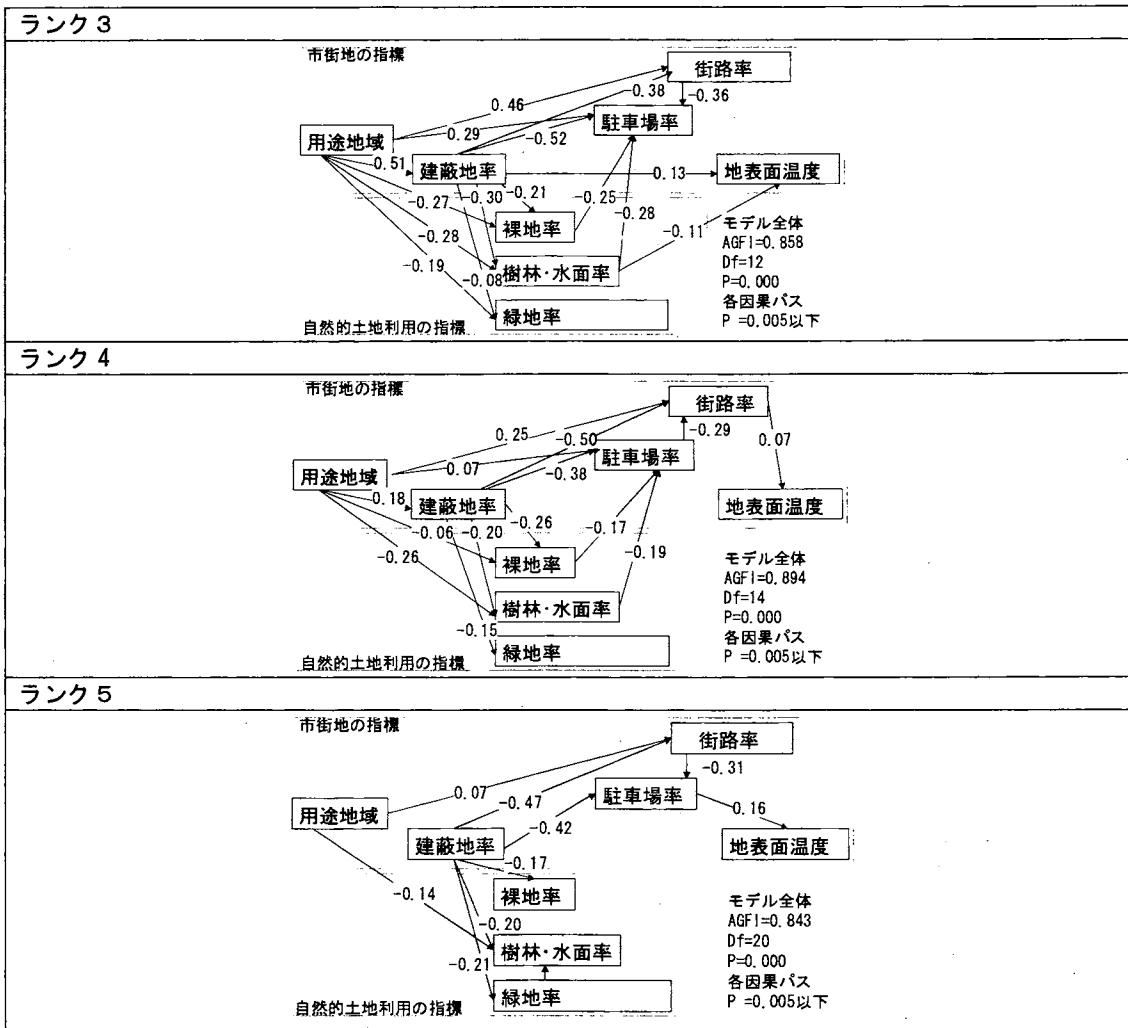 ランク３
市街地の指標
街路率
-0.38
-0.36
0.46
駐車場率
用途地域
0.29
-0.52
0.51
建蔽地率
0.13
地表面温度
-0.27
-0.30
-0.21
-0.25
裸地率
-0.28
-0.28
-0.11
モデル全体
AGFI=0.858
-0.19
-0.08
樹林・水面率
Df=12
P=0.000
各因果パス
緑地率
P =0.005以下
自然的土地利用の指標
ランク４
市街地の指標
街路率
0.25
-0.50
-0.29
0.07
駐車場率
用途地域
0.07
-0.38
0.18
建蔽地率
地表面温度
-0.06
-0.20
-0.26
-0.17
-0.26
裸地率
-0.19
モデル全体
AGFI=0.894
樹林・水面率
Df=14
P=0.000
-0.15
各因果パス
緑地率
P =0.005以下
自然的土地利用の指標
ランク５
市街地の指標
街路率
-0.31
0.07
-0.47
駐車場率
用途地域
0.16
-0.42
建蔽地率
地表面温度
-0.17
-0.14
裸地率
モデル全体
-0.20
AGFI=0.843
樹林・水面率
Df=20
-0.21
P=0.000
各因果パス
緑地率
P =0.005以下
自然的土地利用の指標